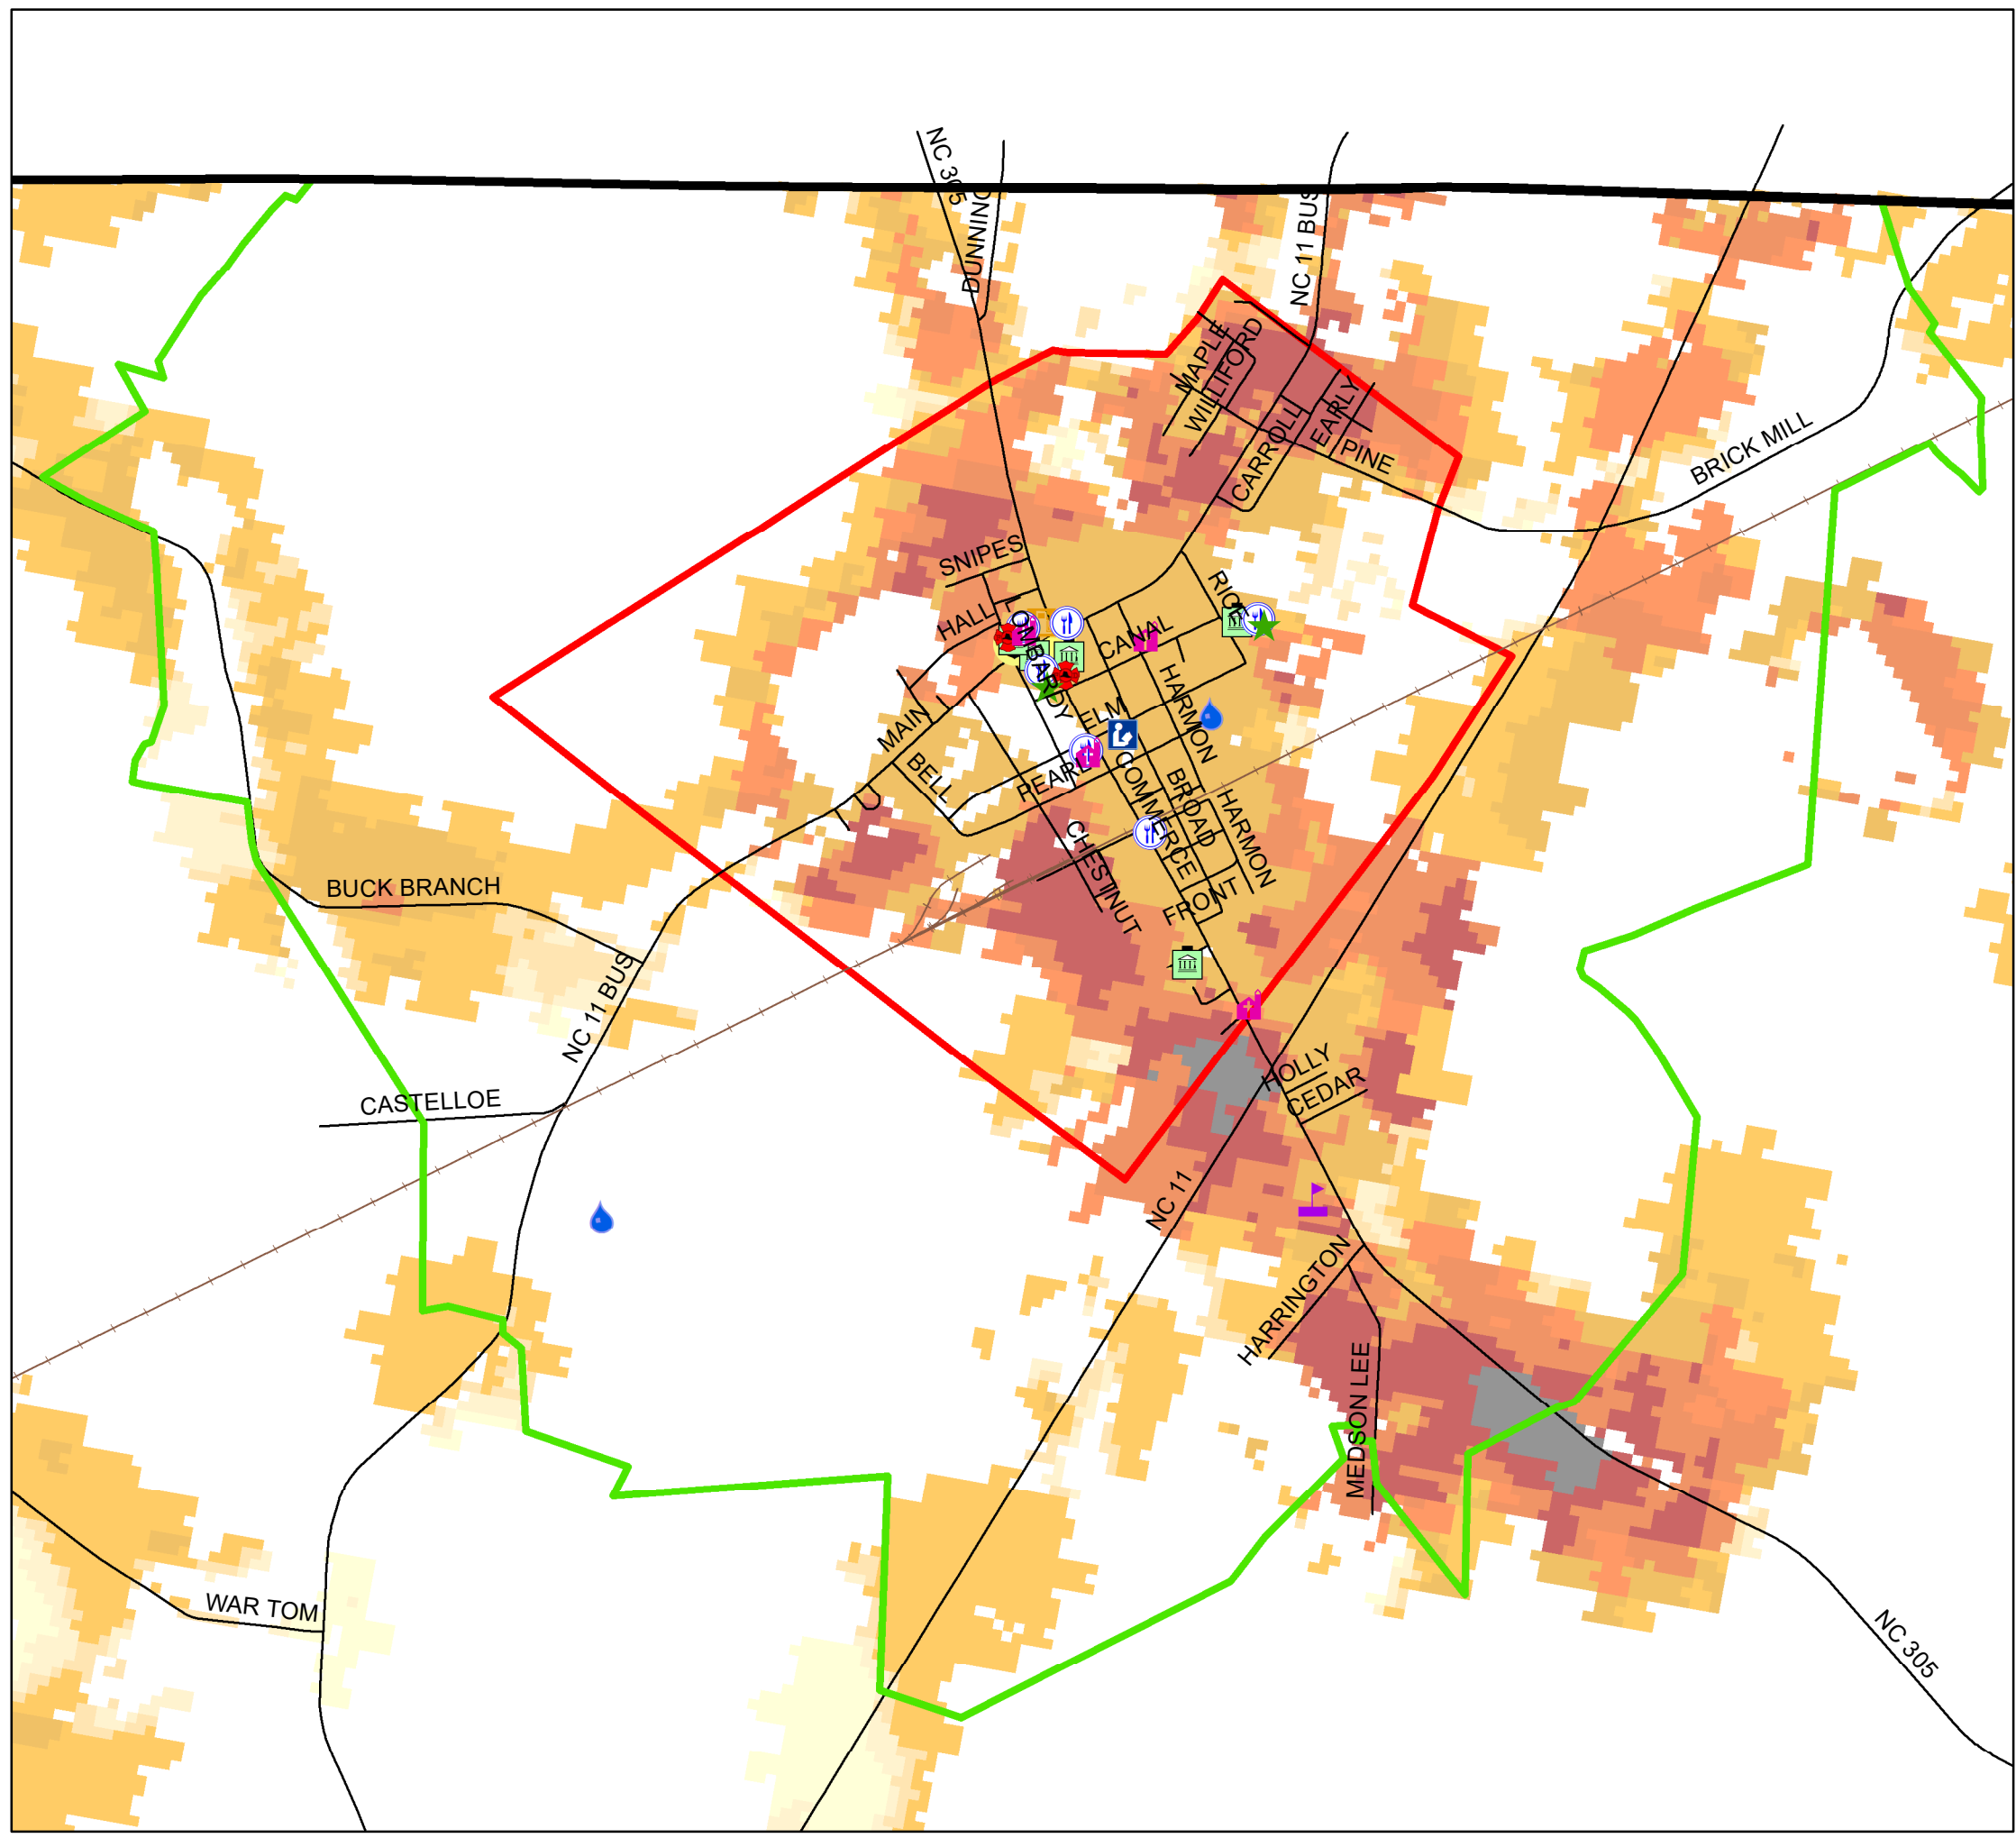 NC 305
DUNNING
NC 11 BUS
MAPLE
WILLIFORD
EARLY
CARROLL
PINE
BRICK MILL
SNIPES
RICE
HALL
LOMBARDY
CANAL
HARMON
ELM
MAIN
BELL
PEARL
COMMERCE
BROAD
HARMON
CHESTNUT
FRONT
BUCK BRANCH
NC 11 BUS
CASTELLOE
HOLLY
CEDAR
NC 11
HARRINGTON
MEDSON LEE
WAR TOM
NC 305